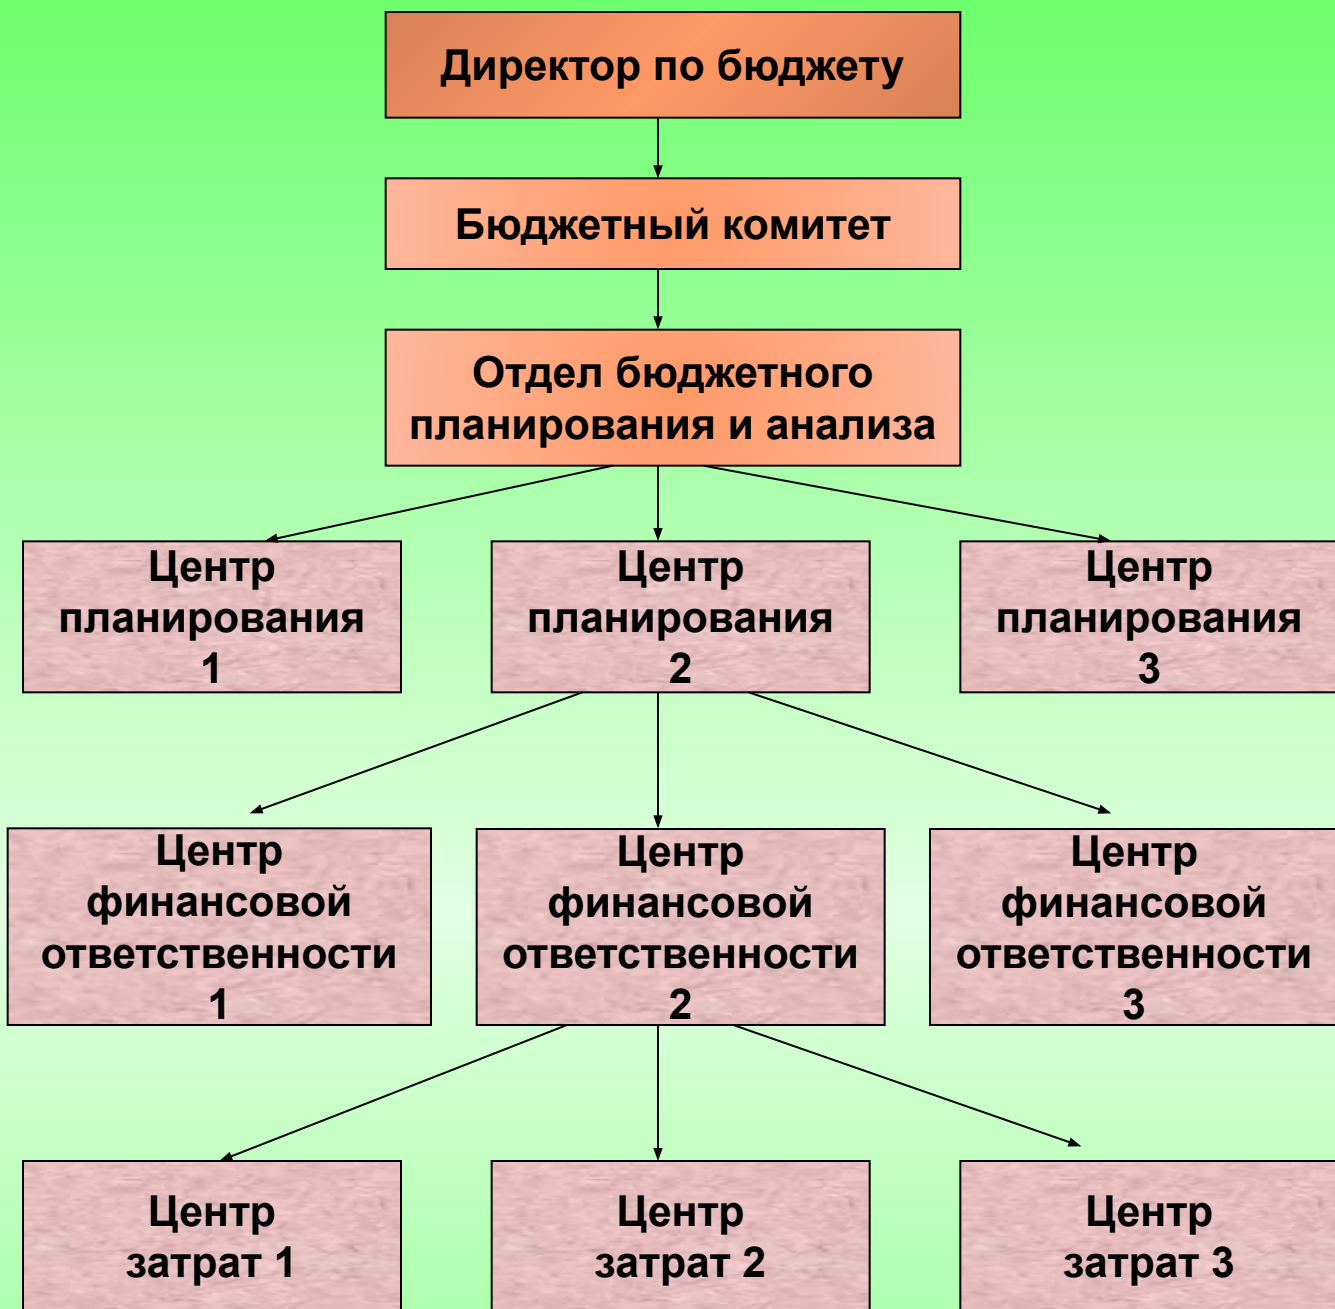 Директор по бюджету
Бюджетный комитет
Отдел бюджетного
планирования и анализа
Центр
планирования
1
Центр
планирования
2
Центр
планирования
3
Центр
финансовой
ответственности
1
Центр
финансовой
ответственности
2
Центр
финансовой
ответственности
3
Центр
затрат 1
Центр
затрат 2
Центр
затрат 3